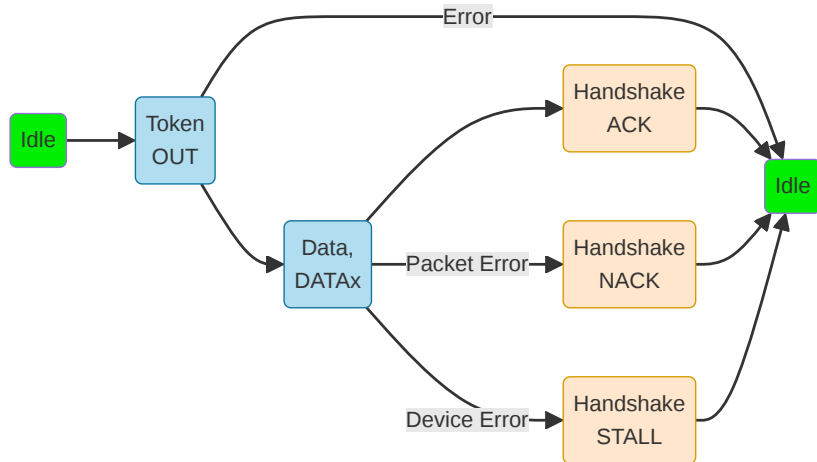 Error
Handshake
ACK
Idle
Token
OUT
Idle
Data,
DATAx
Packet Error
Handshake
NACK
Device Error
Handshake
STALL